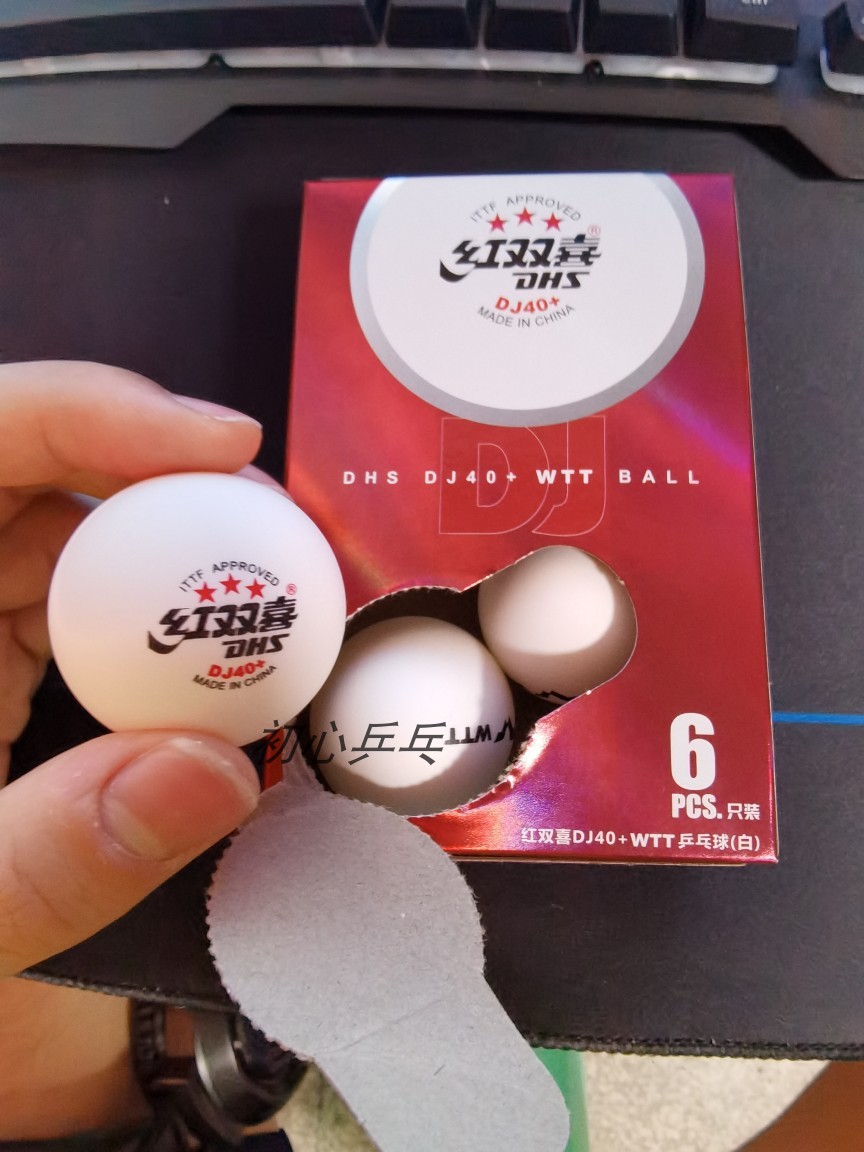 ITTF APPROVED
红双喜®
DHS
DJ40+
MADE IN CHINA
DJ
DHS DJ40+ WTT BALL
ITTF APPROVED
红双喜®
DHS
DJ40+
MADE IN CHINA
WTT
初心乒乓
6
PCS.只装
红双喜DJ40+WTT乒乓球(白)